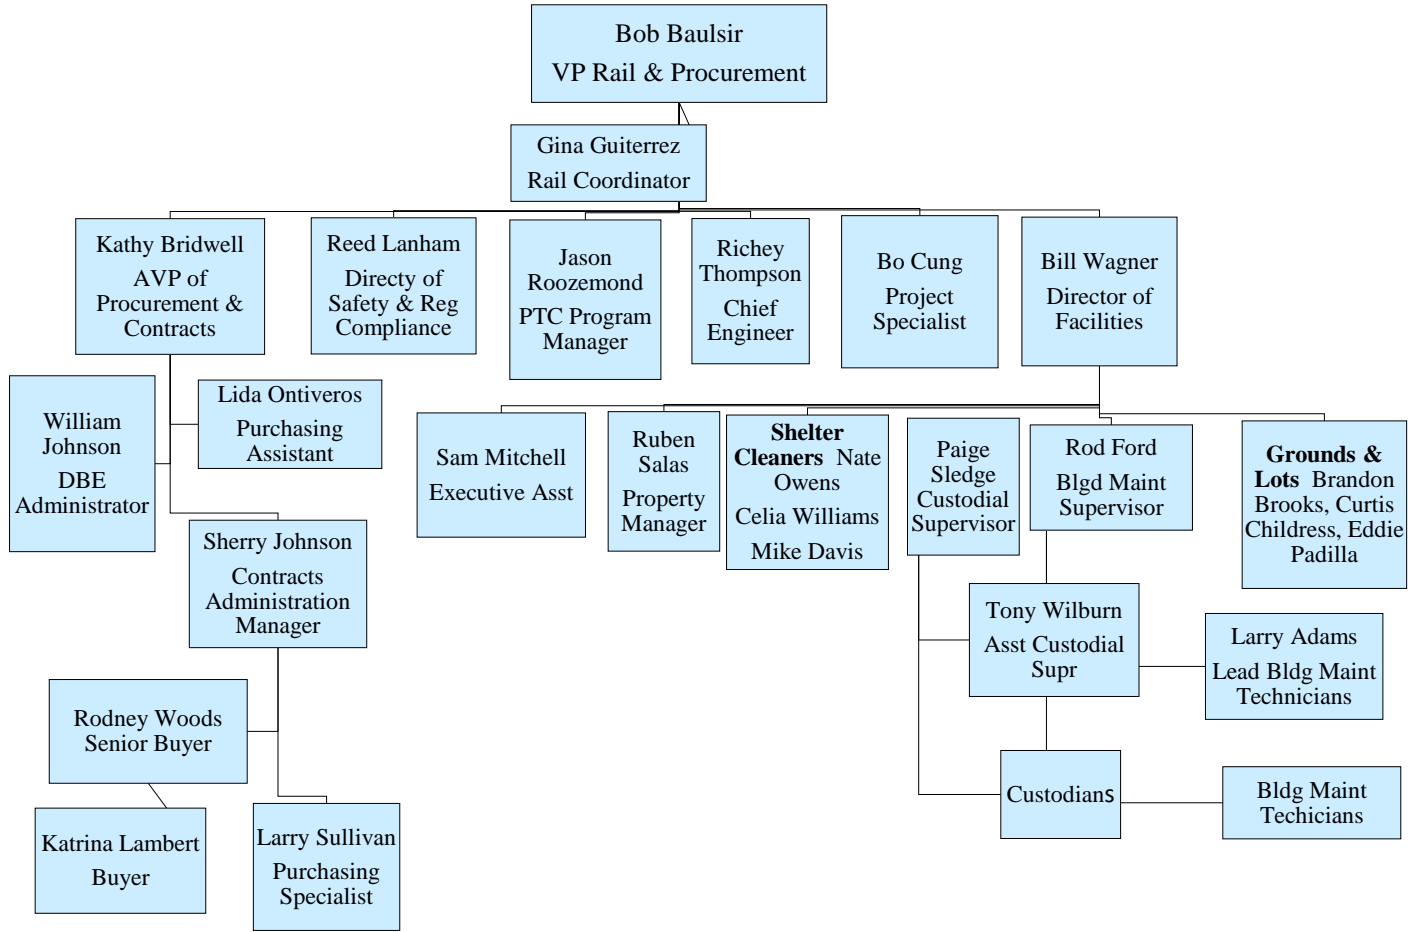 Bob Baulsir
VP Rail & Procurement
Gina Guiterrez
Rail Coordinator
Kathy Bridwell
AVP of
Procurement &
Contracts
Reed Lanham
Directy of
Safety & Reg
Compliance
Jason
Roozemond
PTC Program
Manager
Richey
Thompson
Chief
Engineer
Bo Cung
Project
Specialist
Bill Wagner
Director of
Facilities
William
Johnson
DBE
Administrator
Lida Ontiveros
Purchasing
Assistant
Sam Mitchell
Executive Asst
Ruben
Salas
Property
Manager
Shelter
Cleaners Nate
Owens
Celia Williams
Mike Davis
Paige
Sledge
Custodial
Supervisor
Rod Ford
Blgd Maint
Supervisor
Grounds &
Lots Brandon
Brooks, Curtis
Childress, Eddie
Padilla
Sherry Johnson
Contracts
Administration
Manager
Tony Wilburn
Asst Custodial
Supr
Larry Adams
Lead Bldg Maint
Technicians
Rodney Woods
Senior Buyer
Custodians
Bldg Maint
Techicians
Katrina Lambert
Buyer
Larry Sullivan
Purchasing
Specialist